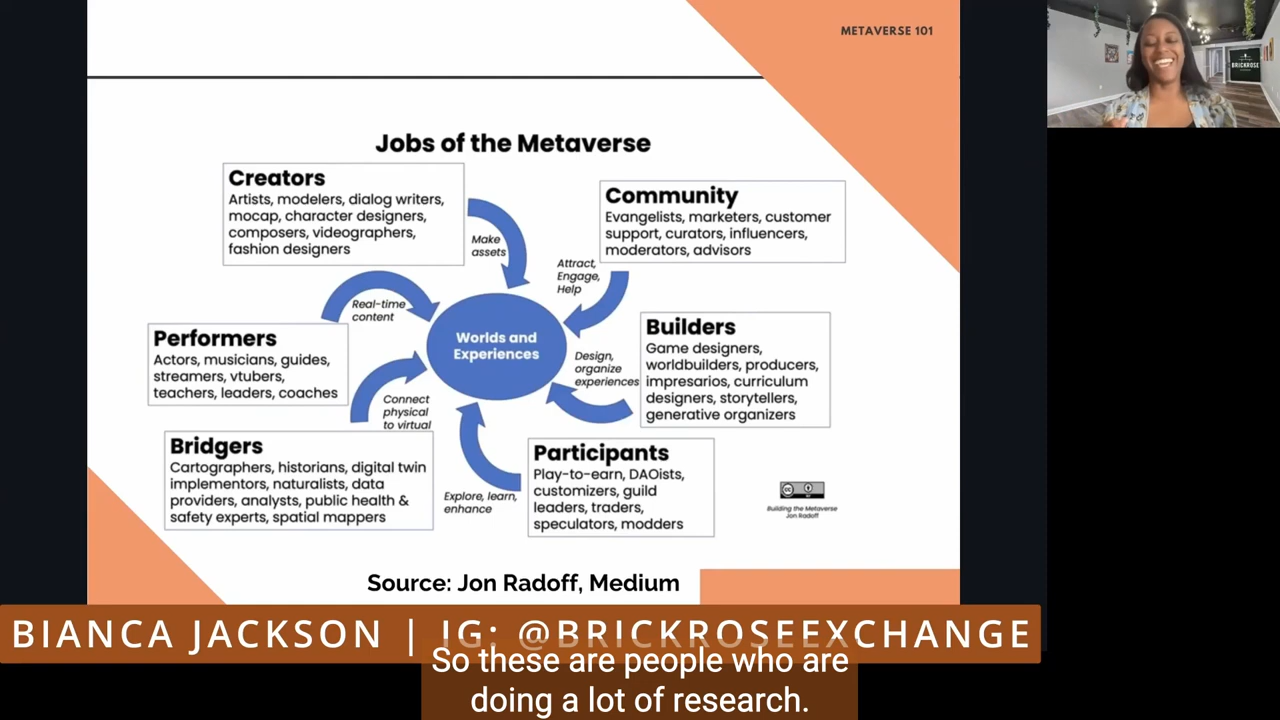 METAVERSE 101
BRICKROSE
Jobs of the Metaverse
Creators
Artists, modelers, dialog writers,
mocap, character designers,
composers, videographers,
fashion designers
Make
assets
Community
Evangelists, marketers, customer
support, curators, influencers,
moderators, advisors
Attract,
Engage,
Help
Real-time
content
Performers
Actors, musicians, guides,
streamers, vtubers,
teachers, leaders, coaches
Worlds and
Experiences
Builders
Game designers,
worldbuilders, producers,
impresarios, curriculum
designers, storytellers,
generative organizers
Design,
organize
experiences
Connect
physical
to virtual
Bridgers
Cartographers, historians, digital twin
implementors, naturalists, data
providers, analysts, public health &
safety experts, spatial mappers
Explore, learn,
enhance
Participants
Play-to-earn, DAOists,
customizers, guild
leaders, traders,
speculators, modders
cc
BY
Building the Metaverse
Jon Radoff
Source: Jon Radoff, Medium
BIANCA JACKSON | IG: @BRICKROSEEXCHANGE
So these are people who are
doing a lot of research.